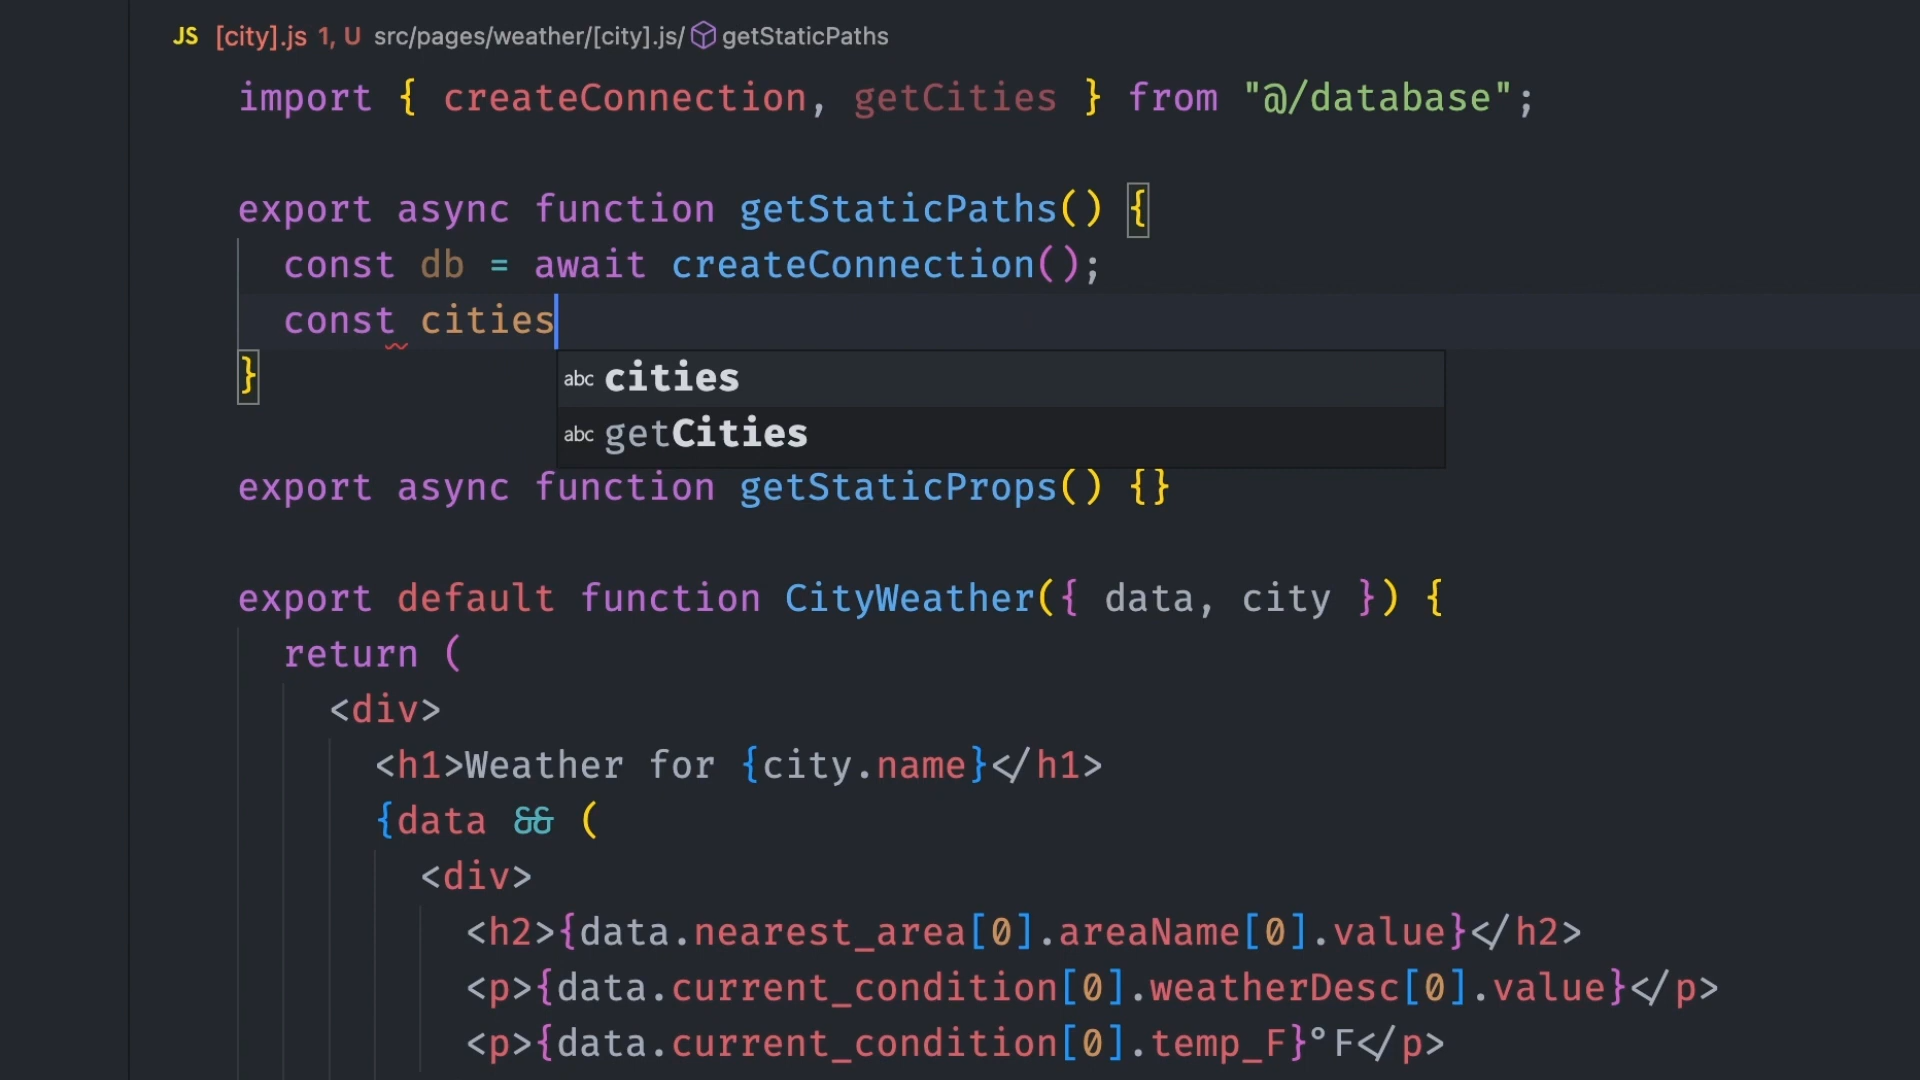 JS [city].js 1, U src/pages/weather/[city].js/ getStaticPaths
import { createConnection, getCities } from "@/database";
export async function getStaticPaths() {
const db = await createConnection();
const cities
}
abc cities
abc getCities
export async function getStaticProps() {}
export default function CityWeather({ data, city }) {
return (
<div>
<h1>Weather for {city.name}</h1>
{data && (
<div>
<h2>{data.nearest_area[0].areaName[0].value}</h2>
<p>{data.current_condition[0].weatherDesc[0].value}</p>
<p>{data.current_condition[0].temp_F}°F</p>